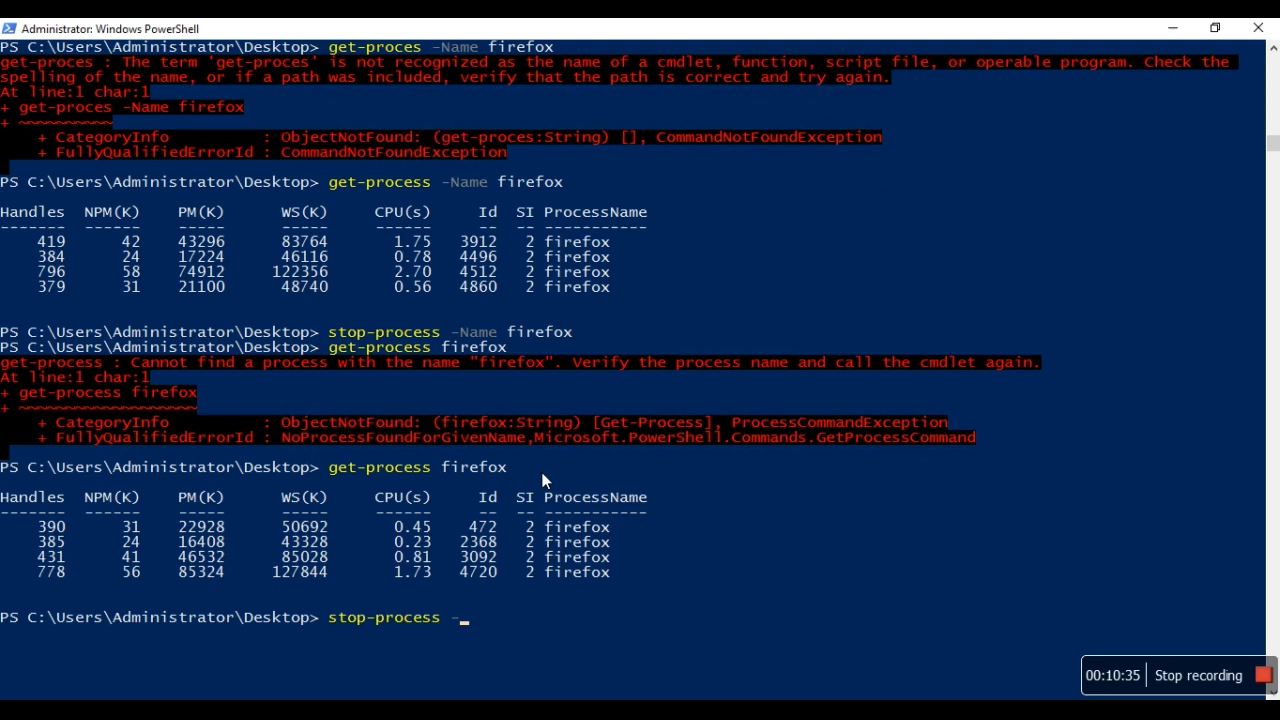 Administrator: Windows PowerShell
PS C:\Users\Administrator\Desktop> get-proces -Name firefox
get-proces : The term 'get-proces' is not recognized as the name of a cmdlet, function, script file, or operable program. Check the
spelling of the name, or if a path was included, verify that the path is correct and try again.
At line:1 char:1
+ get-proces -Name firefox
+ ~~~~~~~~~~
    + CategoryInfo          : ObjectNotFound: (get-proces:String) [], CommandNotFoundException
    + FullyQualifiedErrorId : CommandNotFoundException
PS C:\Users\Administrator\Desktop> get-process -Name firefox
Handles  NPM(K)    PM(K)      WS(K)     CPU(s)     Id  SI ProcessName
-------  ------    -----      -----     ------     --  -- -----------
    419      42    43296      83764       1.75   3912   2 firefox
    384      24    17224      46116       0.78   4496   2 firefox
    796      58    74912     122356       2.70   4512   2 firefox
    379      31    21100      48740       0.56   4860   2 firefox
PS C:\Users\Administrator\Desktop> stop-process -Name firefox
PS C:\Users\Administrator\Desktop> get-process firefox
get-process : Cannot find a process with the name "firefox". Verify the process name and call the cmdlet again.
At line:1 char:1
+ get-process firefox
+ ~~~~~~~~~~~~~~~~~~~
    + CategoryInfo          : ObjectNotFound: (firefox:String) [Get-Process], ProcessCommandException
    + FullyQualifiedErrorId : NoProcessFoundForGivenName,Microsoft.PowerShell.Commands.GetProcessCommand
PS C:\Users\Administrator\Desktop> get-process firefox
Handles  NPM(K)    PM(K)      WS(K)     CPU(s)     Id  SI ProcessName
-------  ------    -----      -----     ------     --  -- -----------
    390      31    22928      50692       0.45    472   2 firefox
    385      24    16408      43328       0.23   2368   2 firefox
    431      41    46532      85028       0.81   3092   2 firefox
    778      56    85324     127844       1.73   4720   2 firefox
PS C:\Users\Administrator\Desktop> stop-process -_
00:10:35 Stop recording